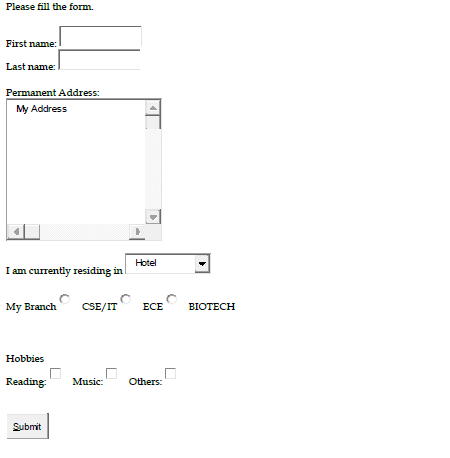 Please fill the form.
First name:
Last name:
Permanent Address:
My Address
I am currently residing in Hotel
My Branch CSE/IT ECE BIOTECH
Hobbies
Reading: Music: Others:
Submit